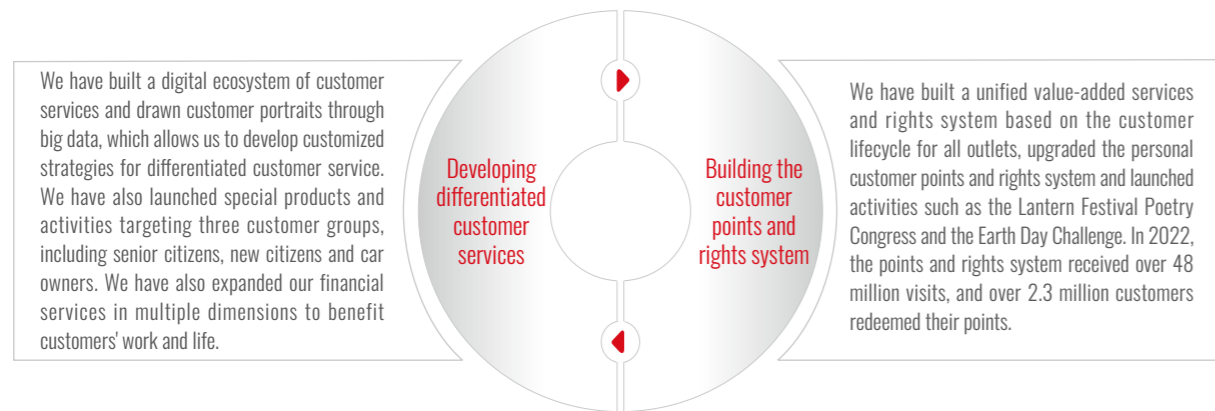 We have built a digital ecosystem of customer
services and drawn customer portraits through
big data, which allows us to develop customized
strategies for differentiated customer service.
We have also launched special products and
activities targeting three customer groups,
including senior citizens, new citizens and car
owners. We have also expanded our financial
services in multiple dimensions to benefit
customers' work and life.
Developing
differentiated
customer
services
Building the
customer
points and
rights system
We have built a unified value-added services
and rights system based on the customer
lifecycle for all outlets, upgraded the personal
customer points and rights system and launched
activities such as the Lantern Festival Poetry
Congress and the Earth Day Challenge. In 2022,
the points and rights system received over 48
million visits, and over 2.3 million customers
redeemed their points.